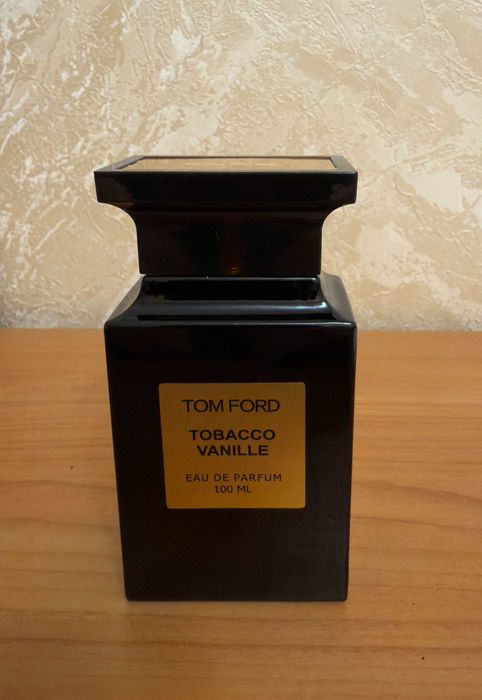 TOM FORD
TOBACCO
VANILLE
EAU DE PARFUM
100 ML